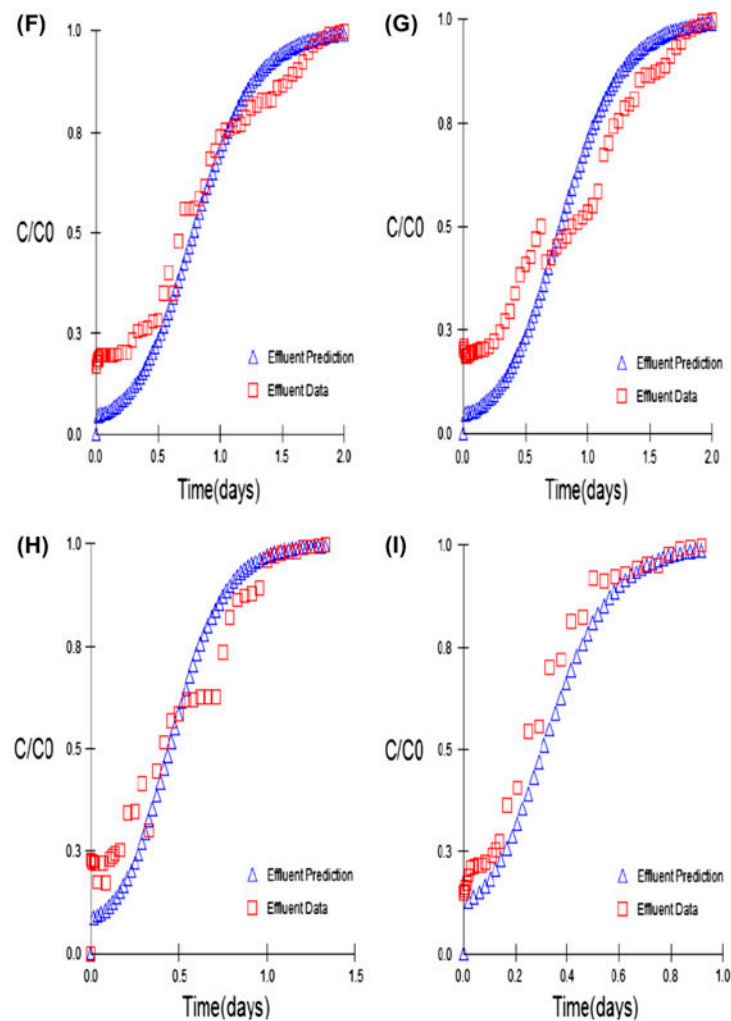 (F)
1.0
0.8
C/C0
0.5
0.3
0.0
0.0 0.5 1.0 1.5 2.0
Time(days)
Effluent Prediction
Effluent Data
(G)
1.0
0.8
C/C0
0.5
0.3
0.0
0.0 0.5 1.0 1.5 2.0
Time(days)
Effluent Prediction
Effluent Data
(H)
1.0
0.8
C/C0
0.5
0.3
0.0
0.0 0.5 1.0 1.5
Time(days)
Effluent Prediction
Effluent Data
(I)
1.0
0.8
C/C0
0.5
0.3
0.0
0.0 0.2 0.4 0.6 0.8 1.0
Time(days)
Effluent Prediction
Effluent Data